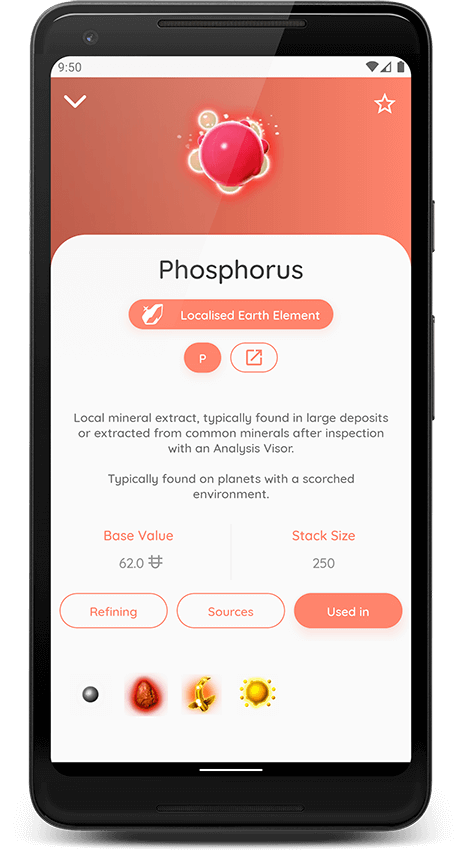 9:50
Phosphorus
Localised Earth Element
P
Local mineral extract, typically found in large deposits
or extracted from common minerals after inspection
with an Analysis Visor.
Typically found on planets with a scorched
environment.
Base Value
Stack Size
62.0
250
Refining
Sources
Used in